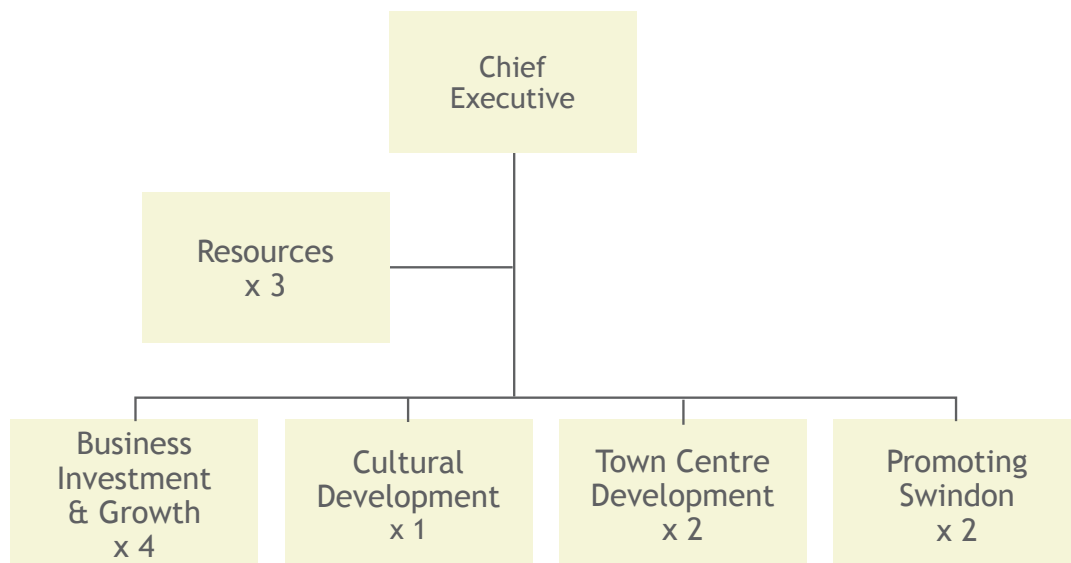 Chief
Executive
Resources
x 3
Business
Investment
& Growth
x 4
Cultural
Development
x 1
Town Centre
Development
x 2
Promoting
Swindon
x 2